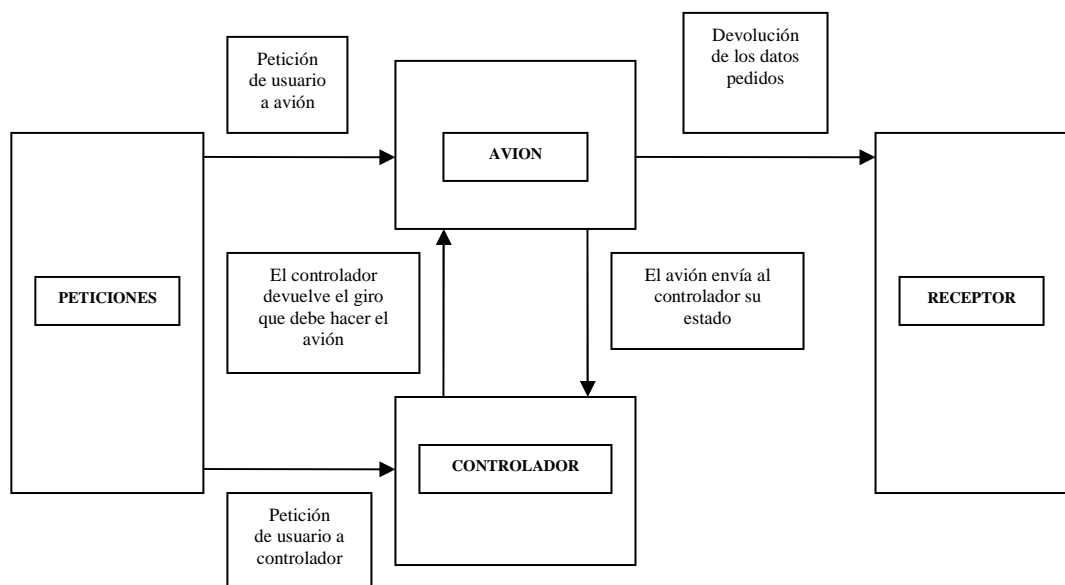 Petición
de usuario
a avión
Devolución
de los datos
pedidos
AVION
PETICIONES
El controlador
devuelve el giro
que debe hacer el
avión
El avión envía al
controlador su
estado
RECEPTOR
CONTROLADOR
Petición
de usuario a
controlador